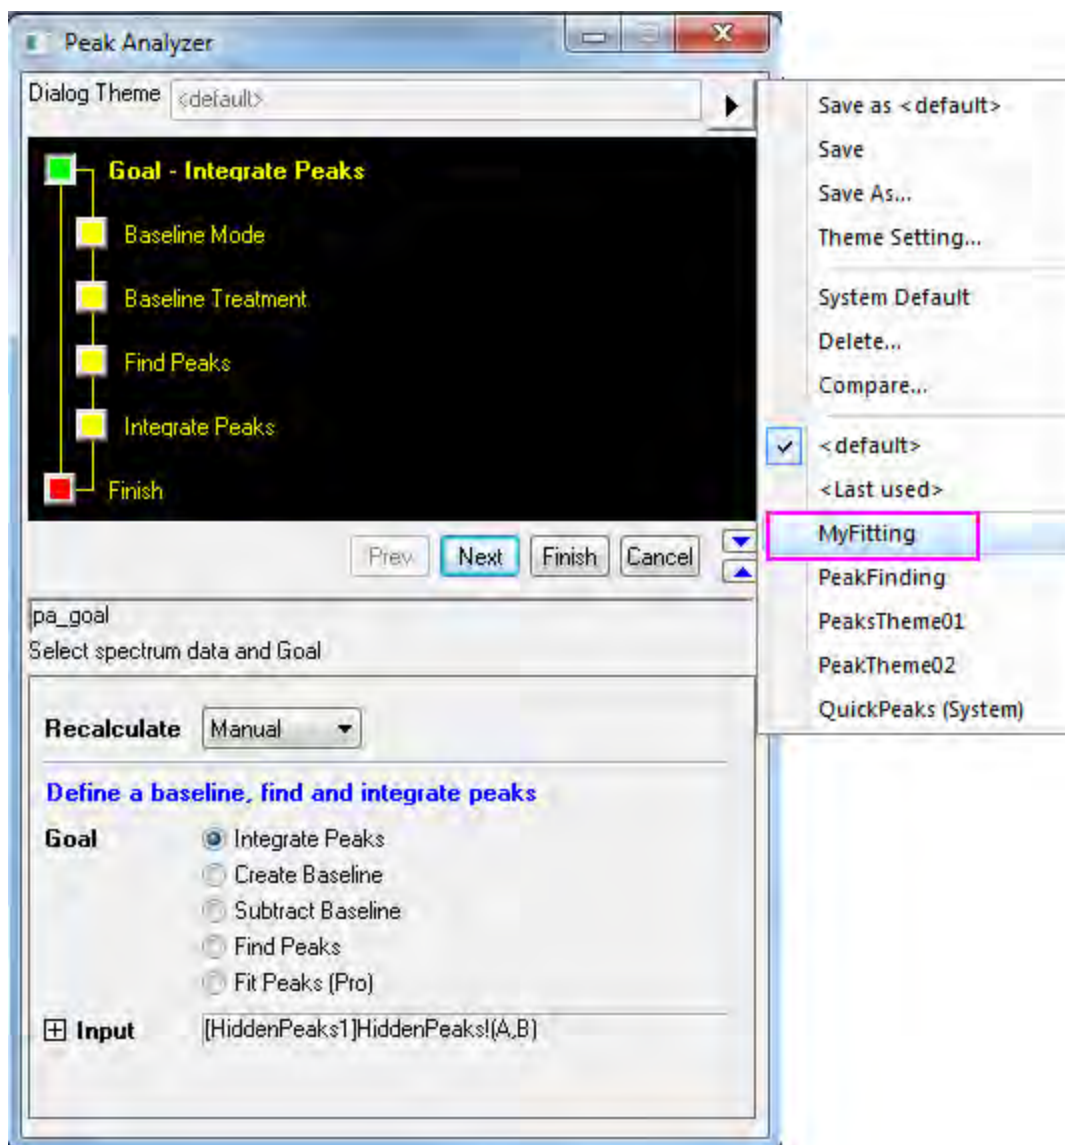 Peak Analyzer
Dialog Theme <default>
Goal - Integrate Peaks
Baseline Mode
Baseline Treatment
Find Peaks
Integrate Peaks
Finish
Prev Next Finish Cancel
pa_goal
Select spectrum data and Goal
Recalculate Manual
Define a baseline, find and integrate peaks
Goal Integrate Peaks
Create Baseline
Subtract Baseline
Find Peaks
Fit Peaks (Pro)
Input [HiddenPeaks1]HiddenPeaks!(A,B)
Save as <default>
Save
Save As...
Theme Setting...
System Default
Delete...
Compare...
<default>
<Last used>
MyFitting
PeakFinding
PeaksTheme01
PeakTheme02
QuickPeaks (System)